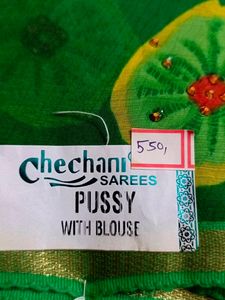 Chechani
SAREES
550,
PUSSY
WITH BLOUSE